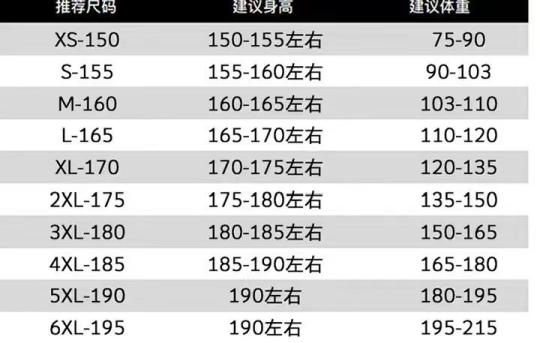 推荐尺码 建议身高 建议体重
XS-150 150-155左右 75-90
S-155 155-160左右 90-103
M-160 160-165左右 103-110
L-165 165-170左右 110-120
XL-170 170-175左右 120-135
2XL-175 175-180左右 135-150
3XL-180 180-185左右 150-165
4XL-185 185-190左右 165-180
5XL-190 190左右 180-195
6XL-195 190左右 195-215